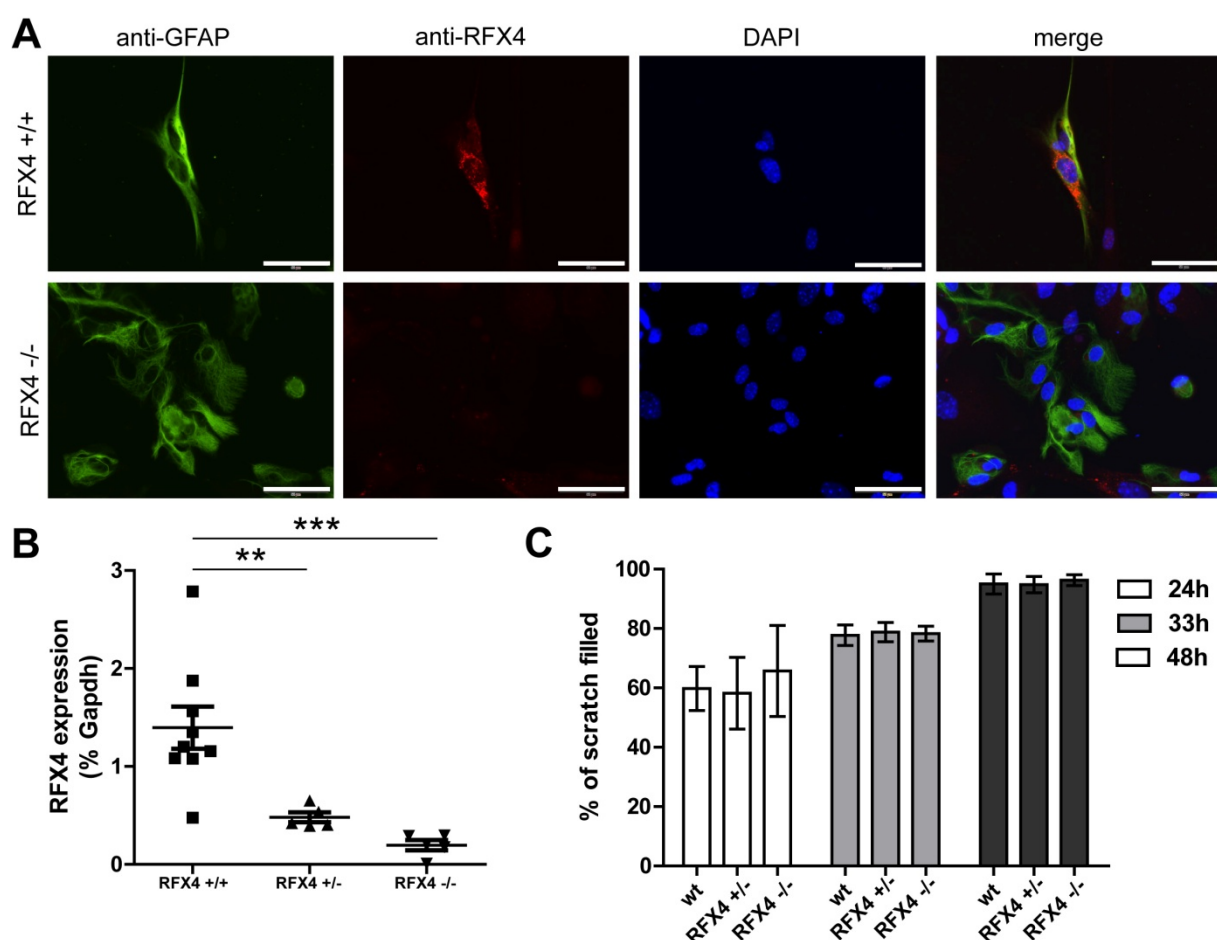 A
anti-GFAP
anti-RFX4
DAPI
merge
RFX4 +/+
RFX4 -/-
B
***
**
RFX4 expression
(% Gapdh)
3
2
1
0
RFX4 +/+
RFX4 +/-
RFX4 -/-
C
% of scratch filled
100
80
60
40
20
0
wt
RFX4 +/-
RFX4 -/-
wt
RFX4 +/-
RFX4 -/-
wt
RFX4 +/-
RFX4 -/-
24h
33h
48h